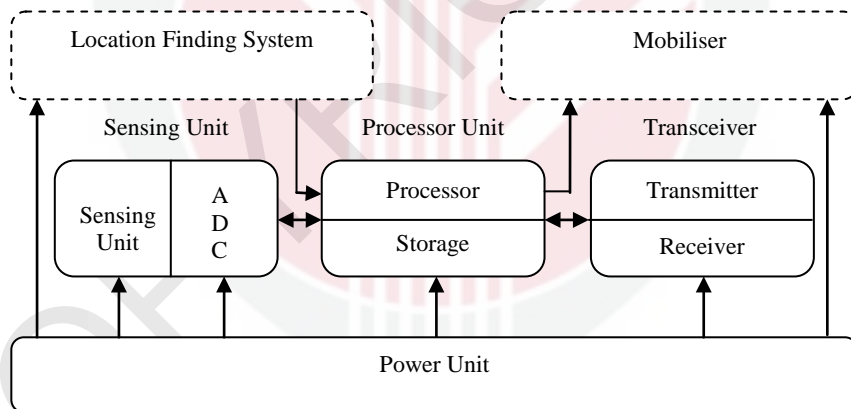 Location Finding System
Mobiliser
Sensing Unit
Processor Unit
Transceiver
Sensing
Unit
A
D
C
Processor
Storage
Transmitter
Receiver
Power Unit